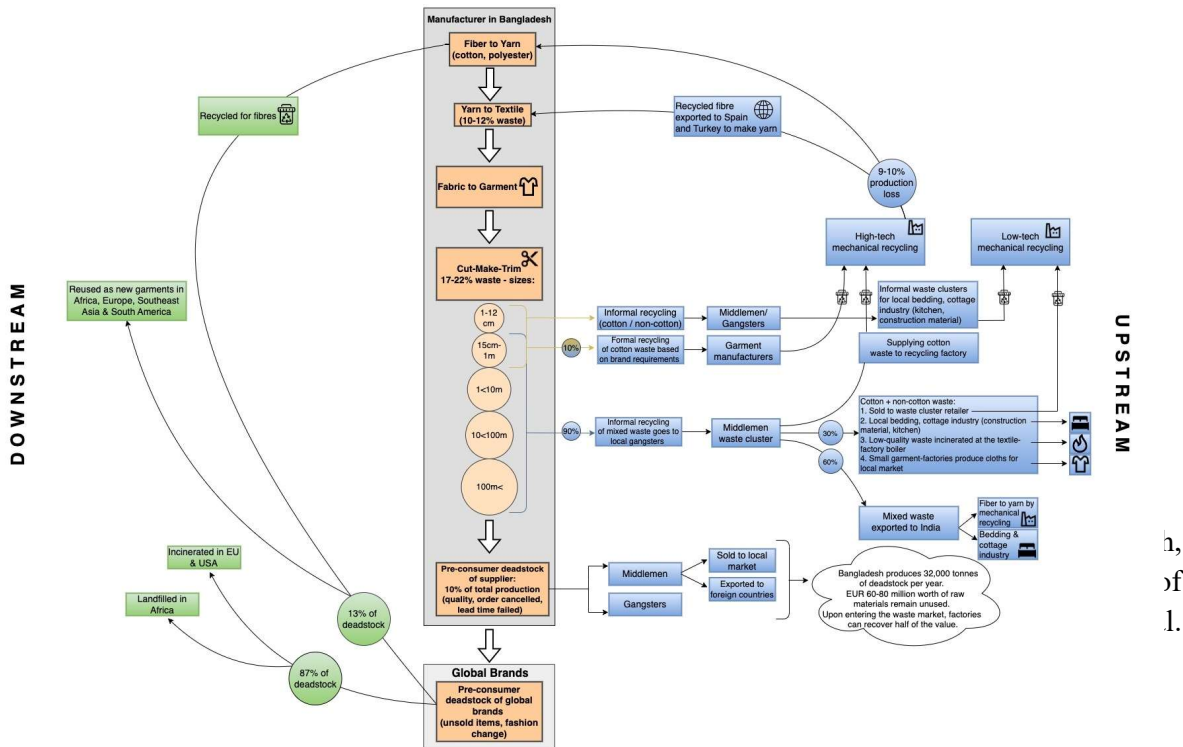 Manufacturer in Bangladesh
Fiber to Yarn
(cotton, polyester)
Recycled for fibres
Yarn to Textile
(10-12% waste)
Recycled fibre
exported to Spain
and Turkey to make yarn
9-10%
production
loss
Fabric to Garment
High-tech
mechanical recycling
Low-tech
mechanical recycling
Cut-Make-Trim
17-22% waste - sizes:
DOWNSTREAM
UPSTREAM
Reused as new garments in
Africa, Europe, Southeast
Asia & South America
1-12
cm
Informal recycling
(cotton / non-cotton)
Middlemen/
Gangsters
Informal waste clusters
for local bedding, cottage
industry (kitchen,
construction material)
15cm-
1m
10%
Formal recycling
of cotton waste based
on brand requirements
Garment
manufacturers
Supplying cotton
waste to recycling factory
1<10m
10<100m
100m<
90%
Informal recycling
of mixed waste goes to
local gangsters
Middlemen
waste cluster
30%
60%
Cotton + non-cotton waste:
1. Sold to waste cluster retailer
2. Local bedding, cottage industry (construction
material, kitchen)
3. Low-quality waste incinerated at the textile-
factory boiler
4. Small garment-factories produce cloths for
local market
Mixed waste
exported to India
Fiber to yarn by
mechanical
recycling
Bedding &
cottage
industry
Incinerated in EU
& USA
Landfilled in
Africa
13% of
deadstock
87% of
deadstock
Pre-consumer deadstock
of supplier:
10% of total production
(quality, order cancelled,
lead time failed)
Middlemen
Gangsters
Sold to local
market
Exported to
foreign countries
Bangladesh produces 32,000 tonnes
of deadstock per year.
EUR 60-80 million worth of raw
materials remain unused.
Upon entering the waste market, factories
can recover half of the value.
Global Brands
Pre-consumer
deadstock of global
brands
(unsold items, fashion
change)
of